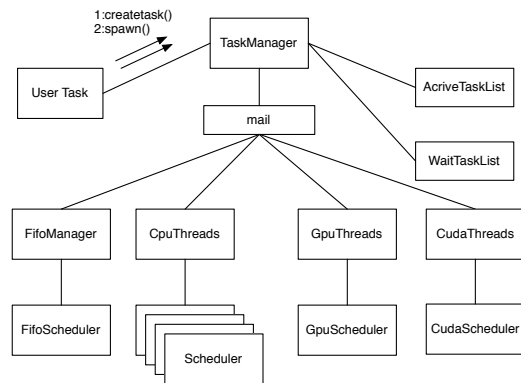 1:createtask()
2:spawn()
TaskManager
User Task
AcriveTaskList
mail
WaitTaskList
FifoManager
CpuThreads
GpuThreads
CudaThreads
FifoScheduler
GpuScheduler
CudaScheduler
Scheduler